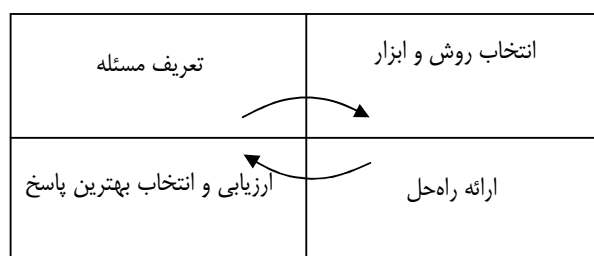 انتخاب روش و ابزار
تعریف مسئله
ارائه راه‌حل
ارزیابی و انتخاب بهترین پاسخ